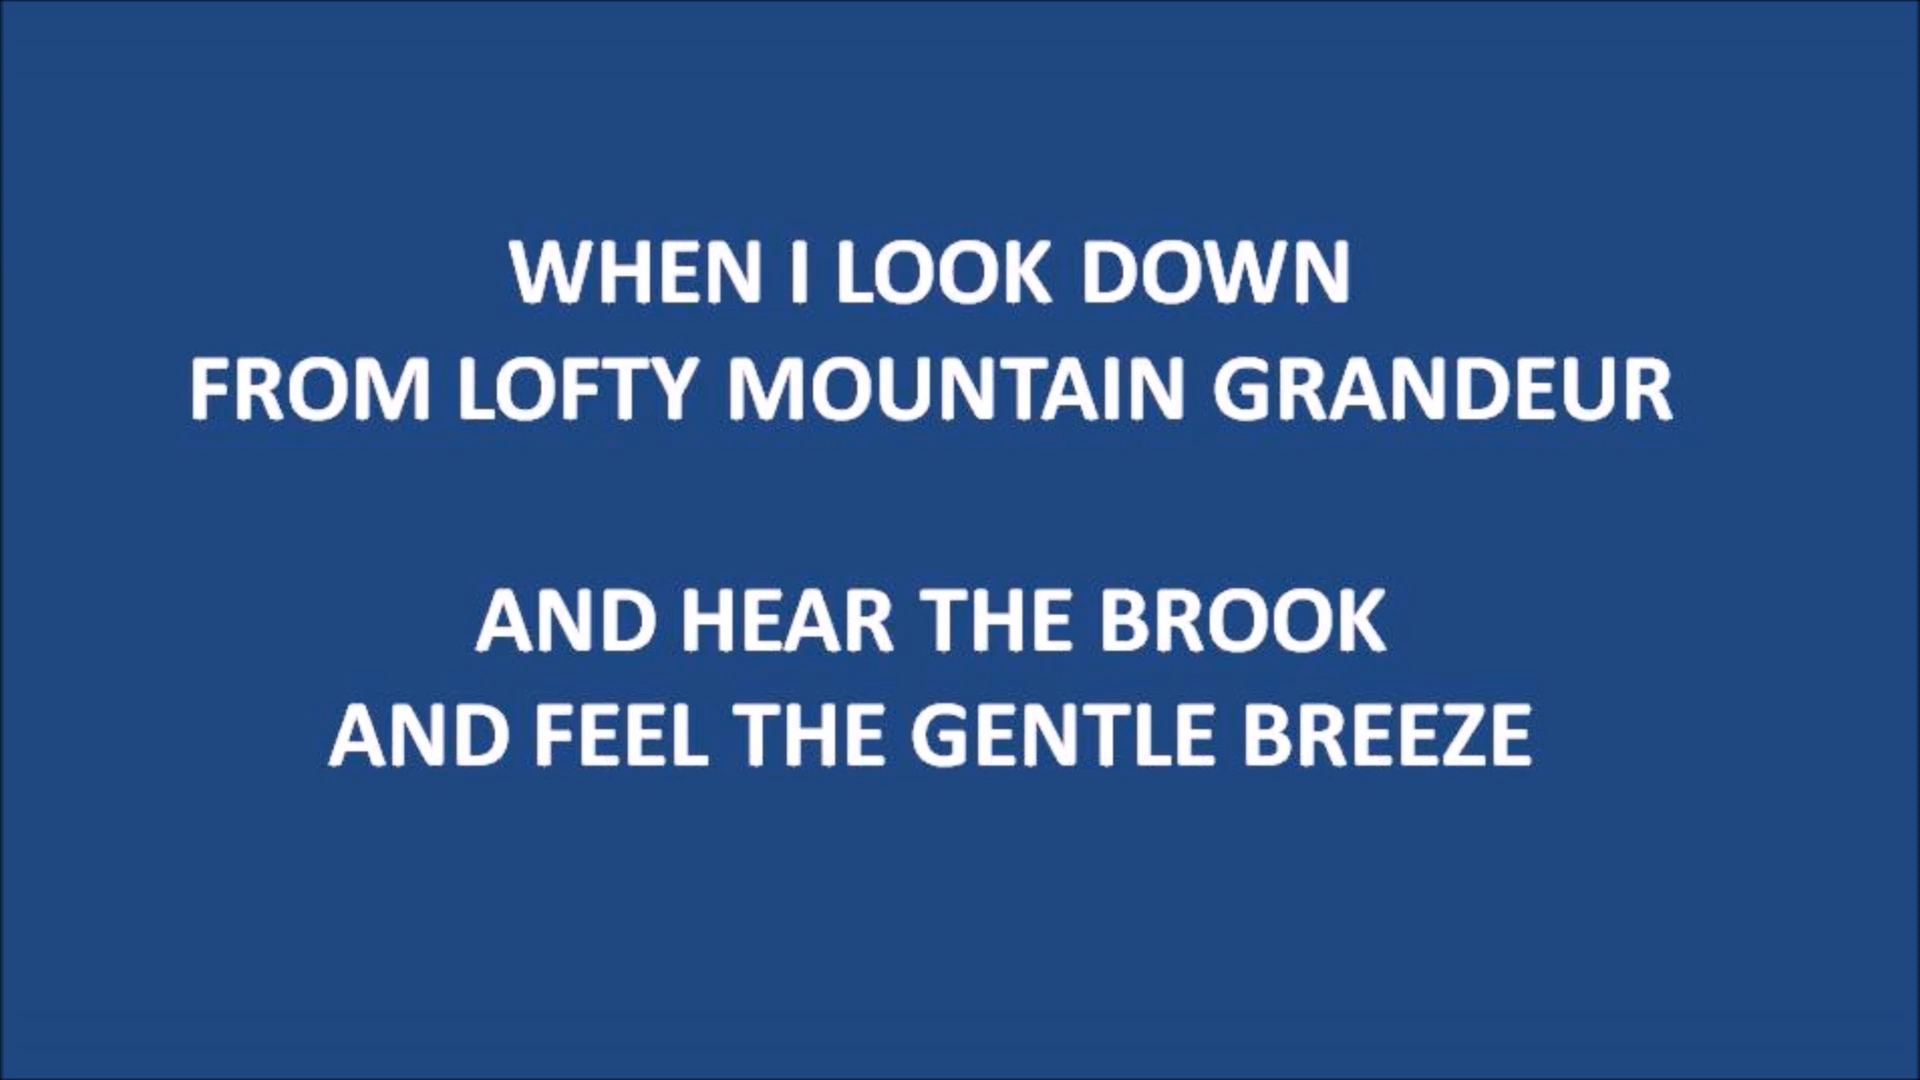 WHEN I LOOK DOWN
FROM LOFTY MOUNTAIN GRANDEUR
AND HEAR THE BROOK
AND FEEL THE GENTLE BREEZE